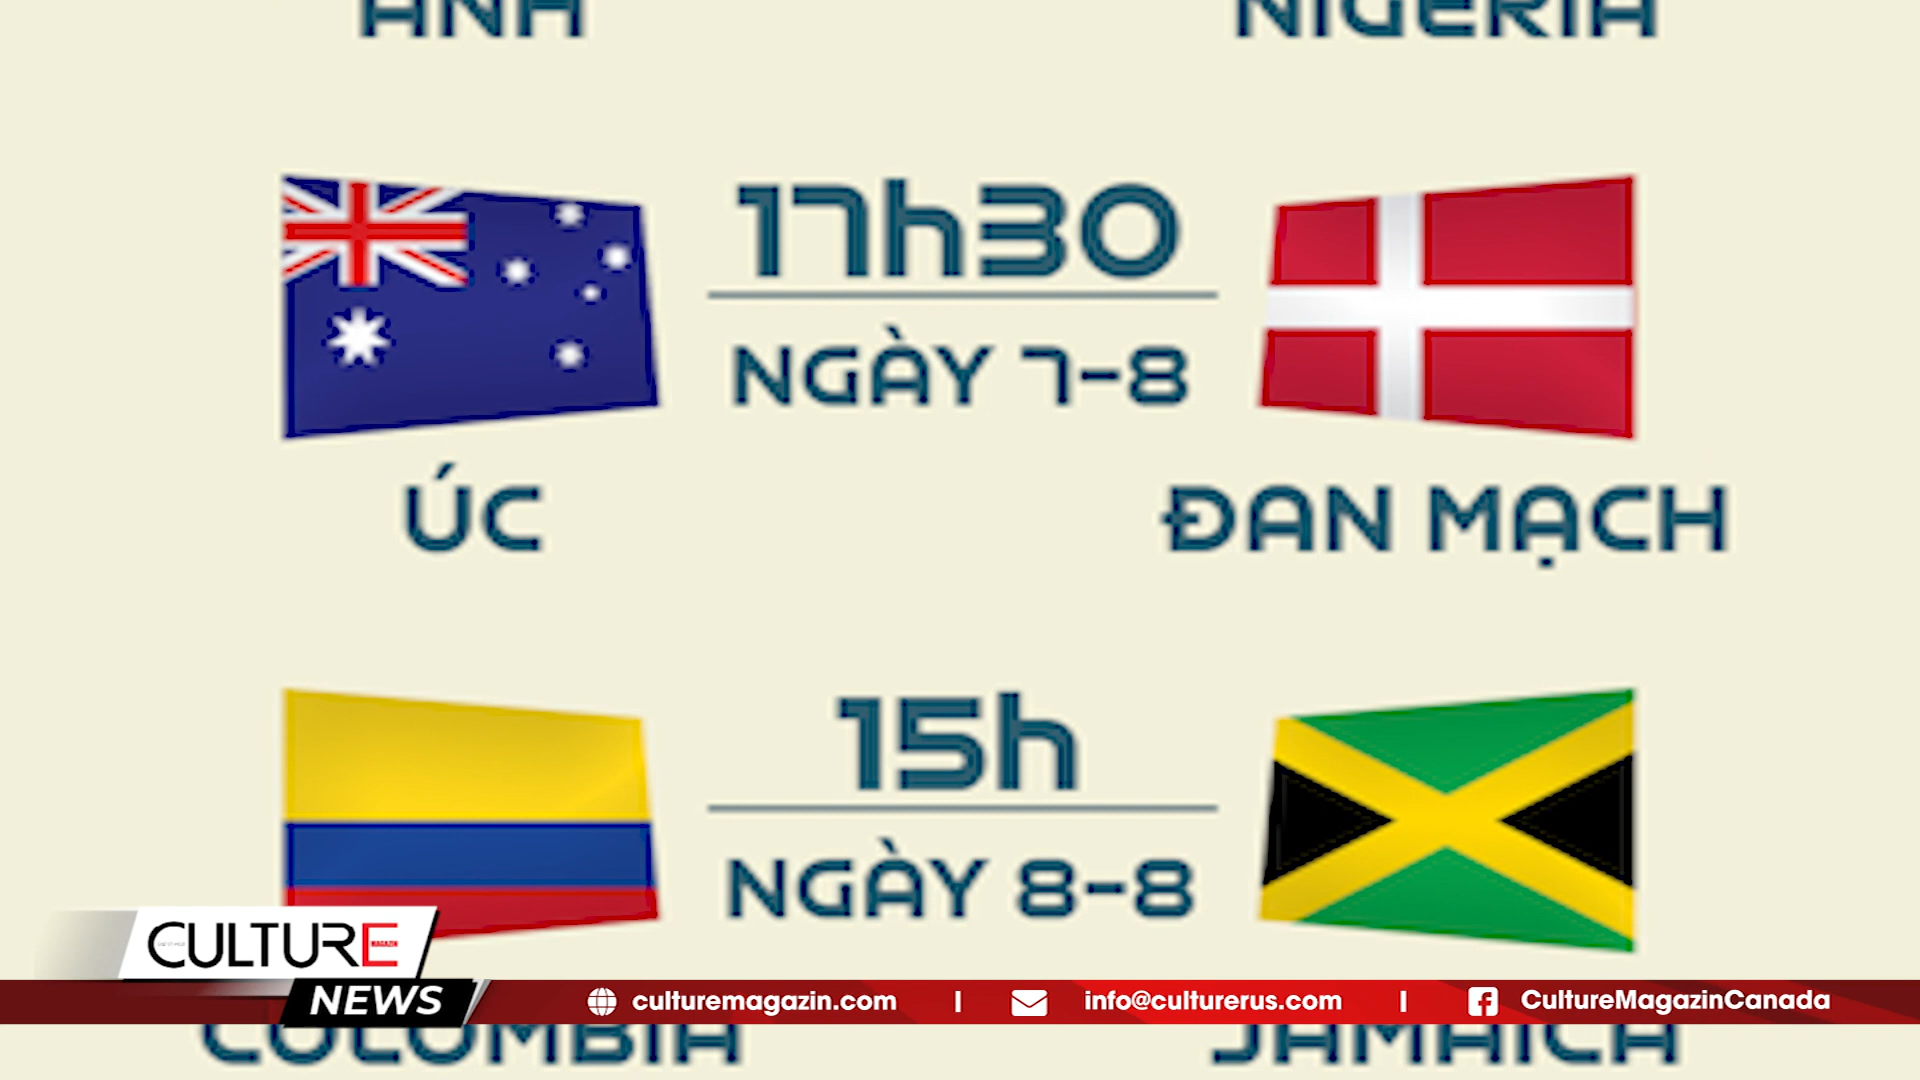 ANH NIGERIA
17h30
NGÀY 7-8
ÚC ĐAN MẠCH
15h
NGÀY 8-8
CULTURE
MAGAZIN
NEWS
culturemagazin.com | info@culturerus.com | CultureMagazinCanada
COLOMBIA JAMAICA